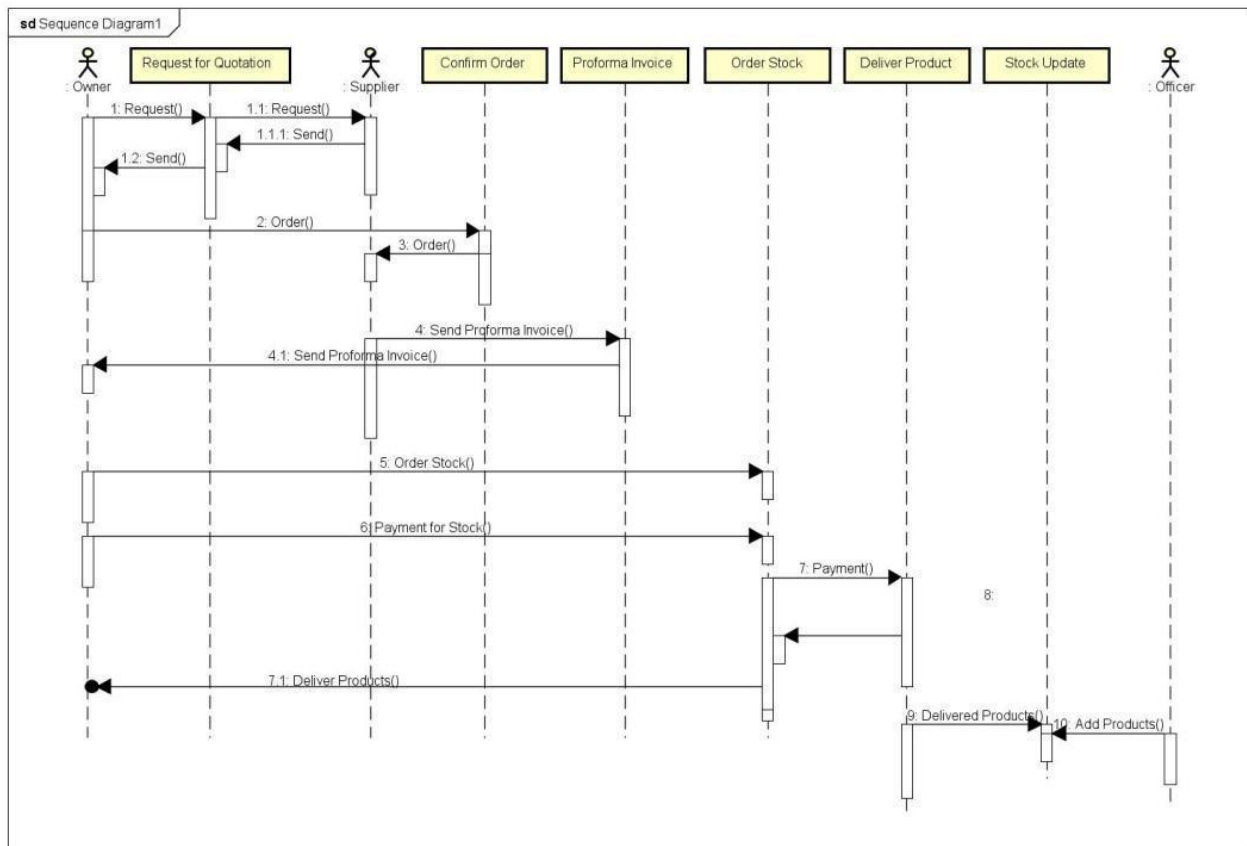 sd Sequence Diagram1
Request for Quotation
Confirm Order
Proforma Invoice
Order Stock
Deliver Product
Stock Update
: Owner
: Supplier
: Officer
1: Request()
1.1: Request()
1.1.1: Send()
1.2: Send()
2: Order()
3: Order()
4: Send Proforma Invoice()
4.1: Send Proforma Invoice()
5: Order Stock()
6: Payment for Stock()
7: Payment()
8:
7.1: Deliver Products()
9: Delivered Products()
10: Add Products()